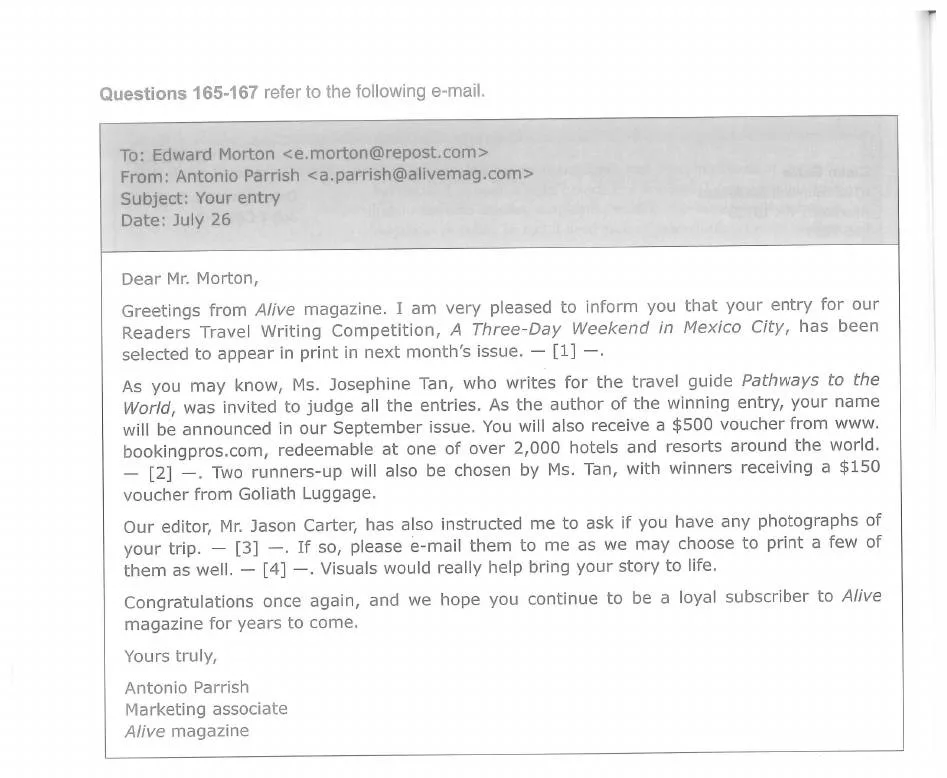 Questions 165-167 refer to the following e-mail.
To: Edward Morton <e.morton@repost.com>
From: Antonio Parrish <a.parrish@alivemag.com>
Subject: Your entry
Date: July 26
Dear Mr. Morton,
Greetings from Alive magazine. I am very pleased to inform you that your entry for our
Readers Travel Writing Competition, A Three-Day Weekend in Mexico City, has been
selected to appear in print in next month's issue. — [1] —.
As you may know, Ms. Josephine Tan, who writes for the travel guide Pathways to the
World, was invited to judge all the entries. As the author of the winning entry, your name
will be announced in our September issue. You will also receive a $500 voucher from www.
bookingpros.com, redeemable at one of over 2,000 hotels and resorts around the world.
— [2] —. Two runners-up will also be chosen by Ms. Tan, with winners receiving a $150
voucher from Goliath Luggage.
Our editor, Mr. Jason Carter, has also instructed me to ask if you have any photographs of
your trip. — [3] —. If so, please e-mail them to me as we may choose to print a few of
them as well. — [4] —. Visuals would really help bring your story to life.
Congratulations once again, and we hope you continue to be a loyal subscriber to Alive
magazine for years to come.
Yours truly,
Antonio Parrish
Marketing associate
Alive magazine